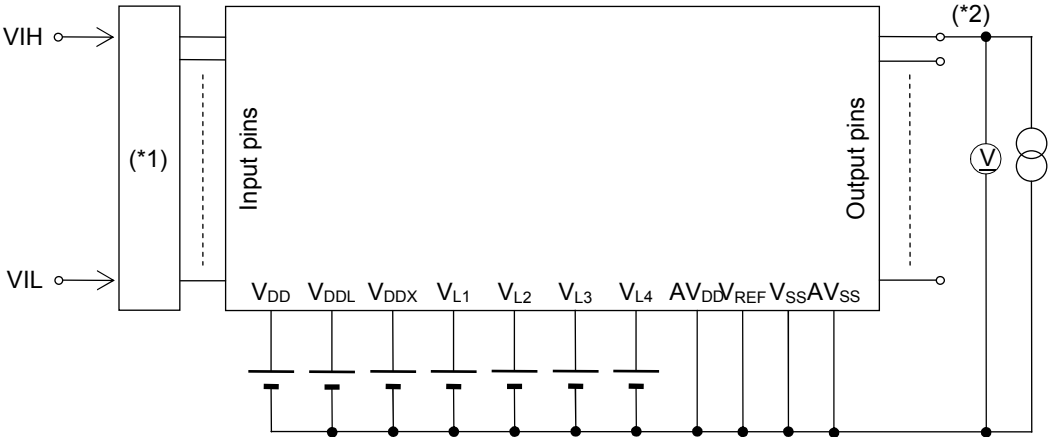 (*2)
VIH
(*1)
Input pins
Output pins
V
VIL
VDD VDDL VDDX VL1 VL2 VL3 VL4 AVDD VREF VSS AVSS